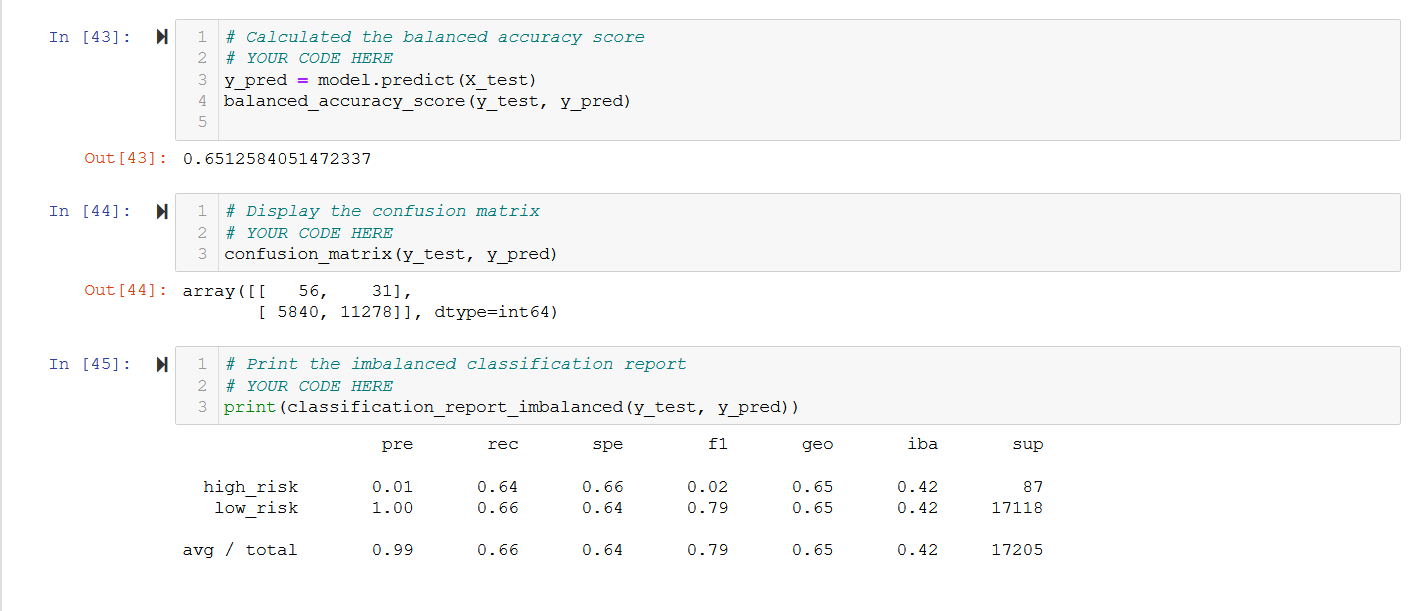 In [43]:
1 # Calculated the balanced accuracy score
2 # YOUR CODE HERE
3 y_pred = model.predict(X_test)
4 balanced_accuracy_score(y_test, y_pred)
5
Out[43]: 0.6512584051472337
In [44]:
1 # Display the confusion matrix
2 # YOUR CODE HERE
3 confusion_matrix(y_test, y_pred)
Out[44]: array([[   56,    31],
       [ 5840, 11278]], dtype=int64)
In [45]:
1 # Print the imbalanced classification report
2 # YOUR CODE HERE
3 print(classification_report_imbalanced(y_test, y_pred))
pre rec spe f1 geo iba sup
high_risk 0.01 0.64 0.66 0.02 0.65 0.42 87
low_risk 1.00 0.66 0.64 0.79 0.65 0.42 17118
avg / total 0.99 0.66 0.64 0.79 0.65 0.42 17205